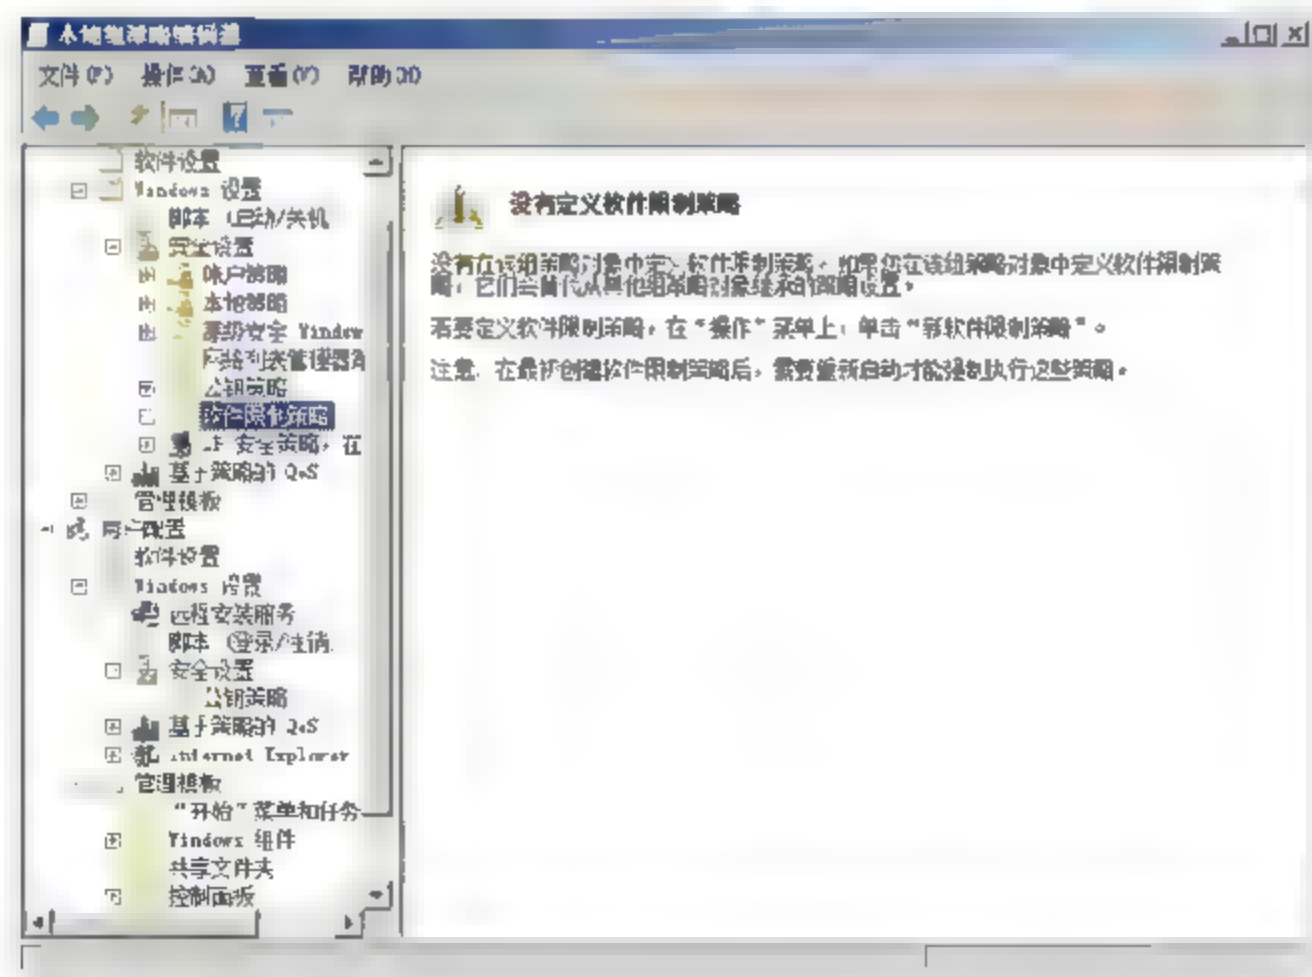 本地组策略编辑器
文件(F) 操作(A) 查看(V) 帮助(H)
软件设置
Windows 设置
脚本（启动/关机
安全设置
帐户策略
本地策略
高级安全 Window
网络列表管理器策
公钥策略
软件限制策略
IP 安全策略，在
基于策略的 QoS
管理模板
用户配置
软件设置
Windows 设置
远程安装服务
脚本（登录/注销
安全设置
公钥策略
基于策略的 QoS
Internet Explorer
管理模板
“开始”菜单和任务
Windows 组件
共享文件夹
控制面板
没有定义软件限制策略
没有在该组策略对象中定义软件限制策略。如果您在该组策略对象中定义软件限制策
略，它们会替代从其他组策略对象继承的策略设置。
若要定义软件限制策略，在“操作”菜单上，单击“新软件限制策略”。
注意：在最初创建软件限制策略后，需要重新启动才能强制执行这些策略。